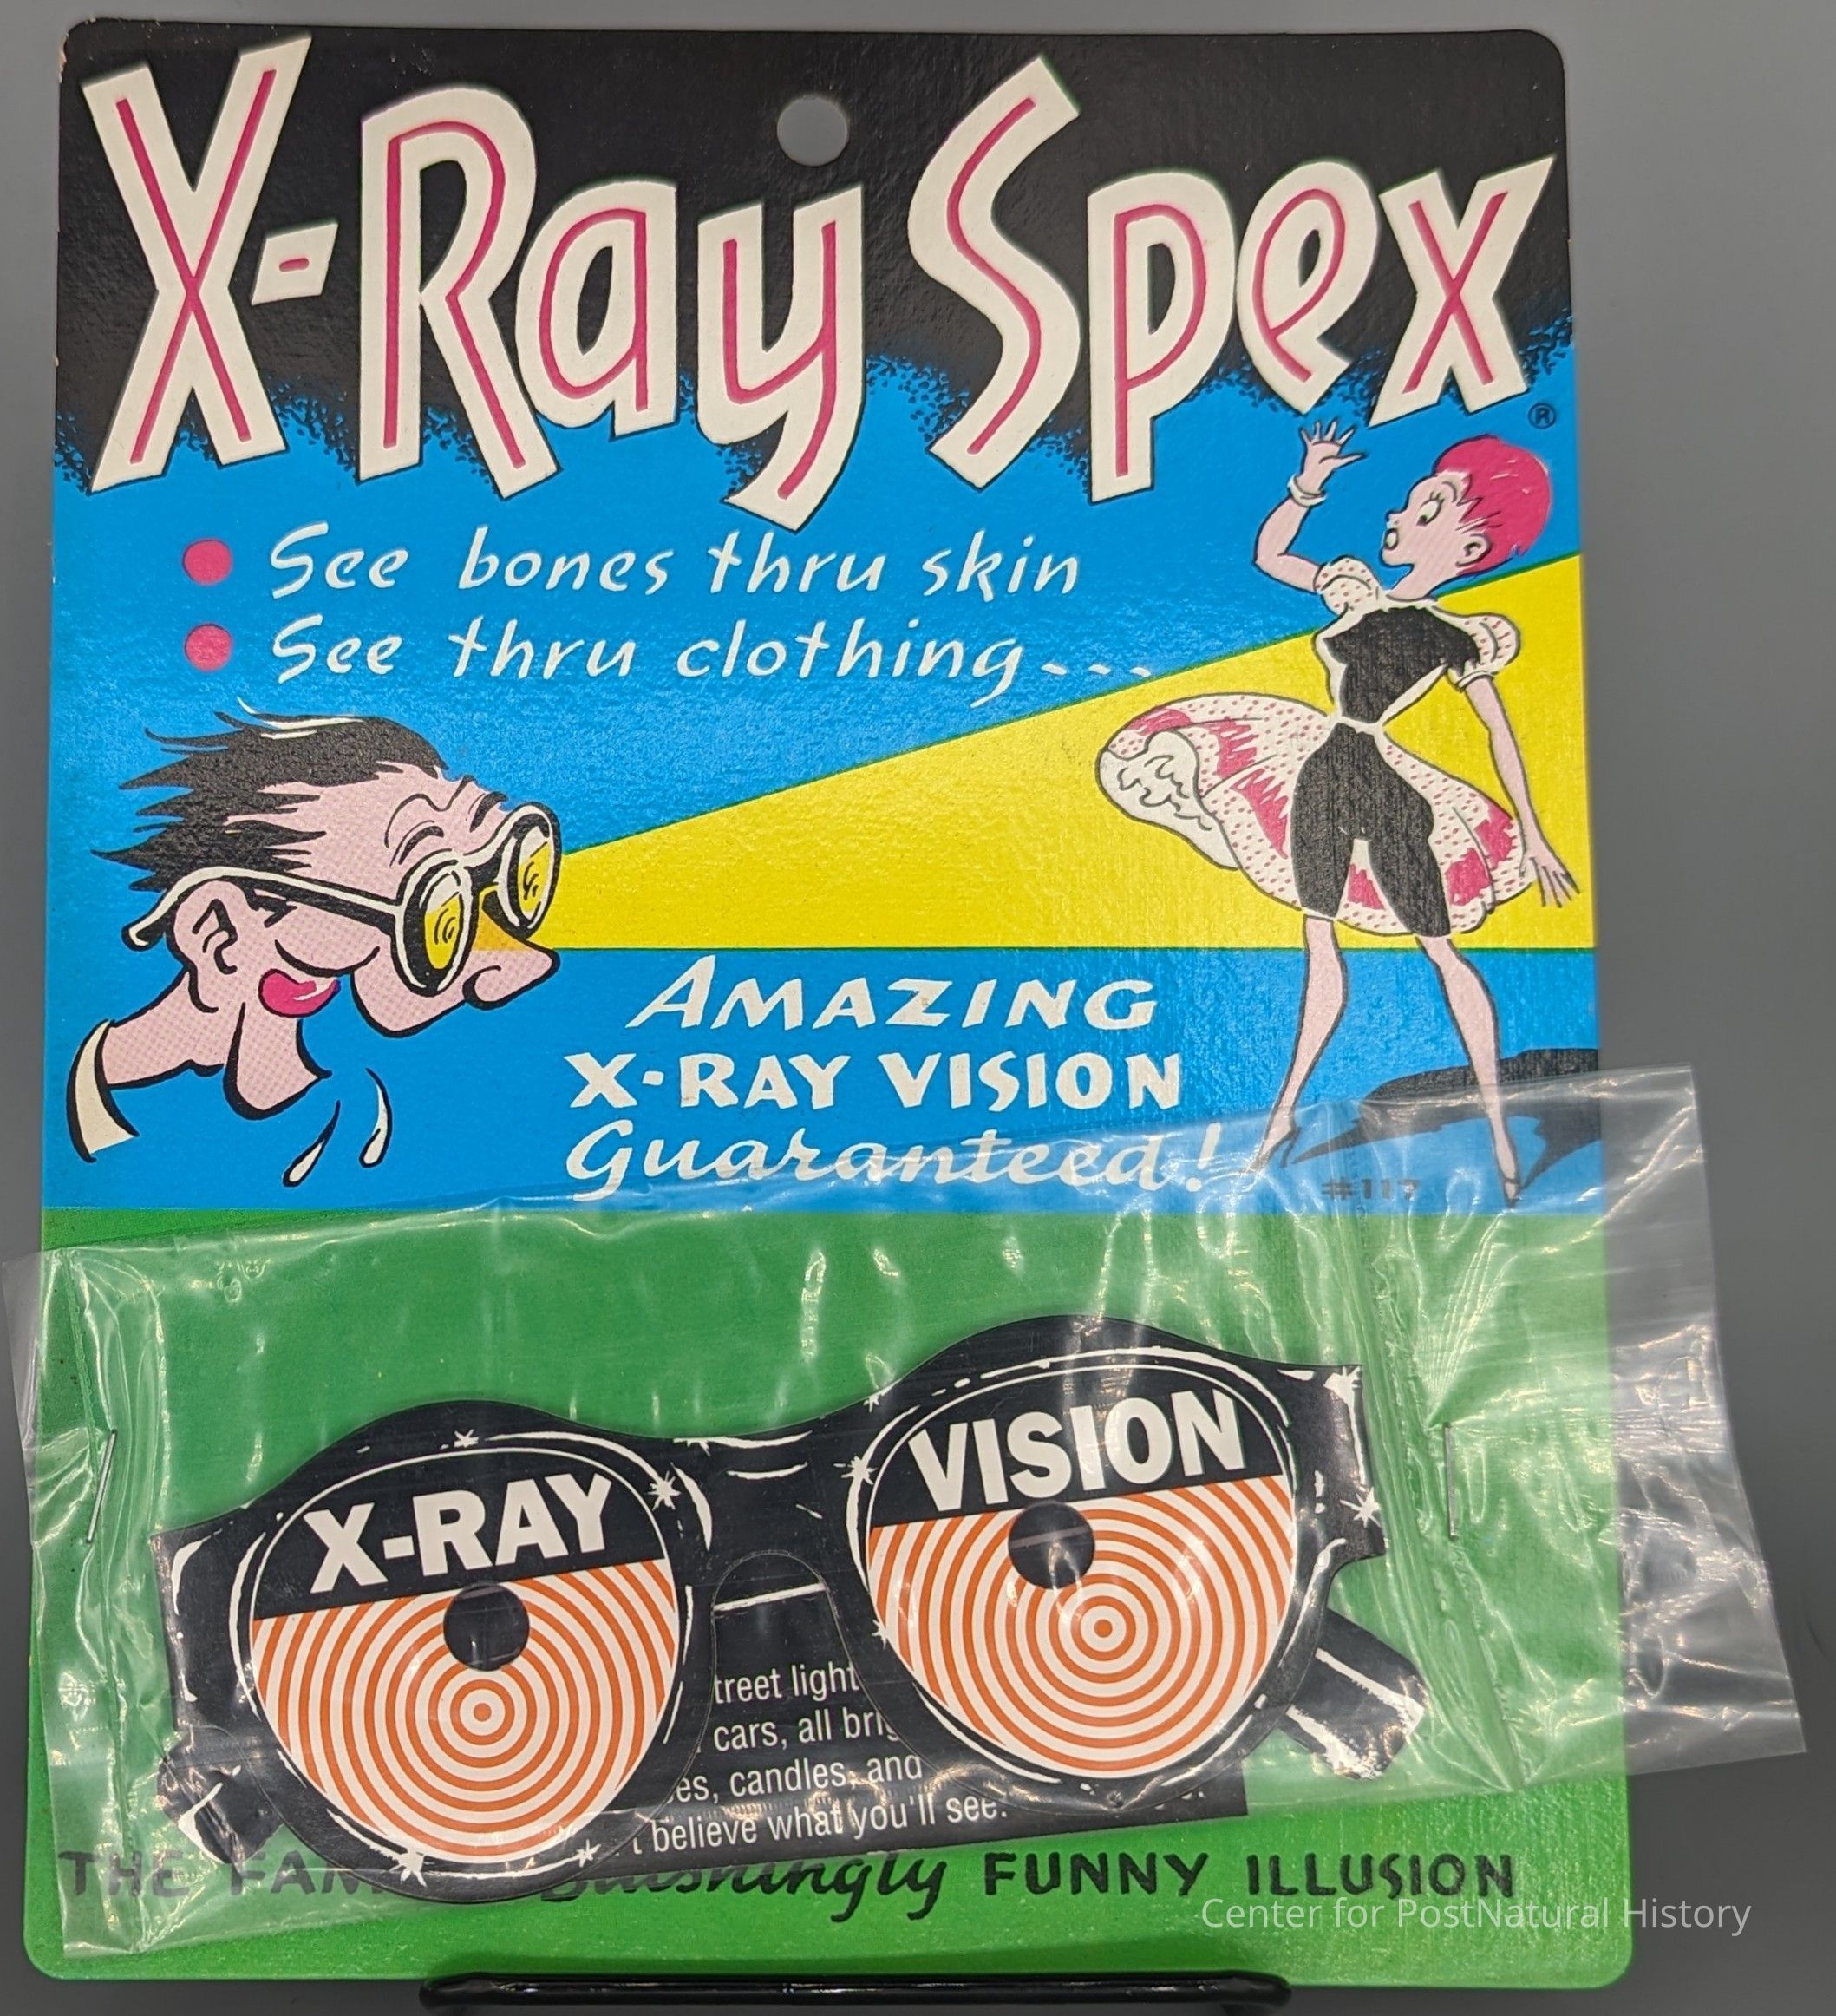 X-Ray Spex
®
See bones thru skin
See thru clothing---
AMAZING
X-RAY VISION
Guaranteed!
#117
X-RAY VISION
treet light
cars, all
es, candles, and
believe what you'll see.
THE FUNNY ILLUSION
Center for PostNatural History